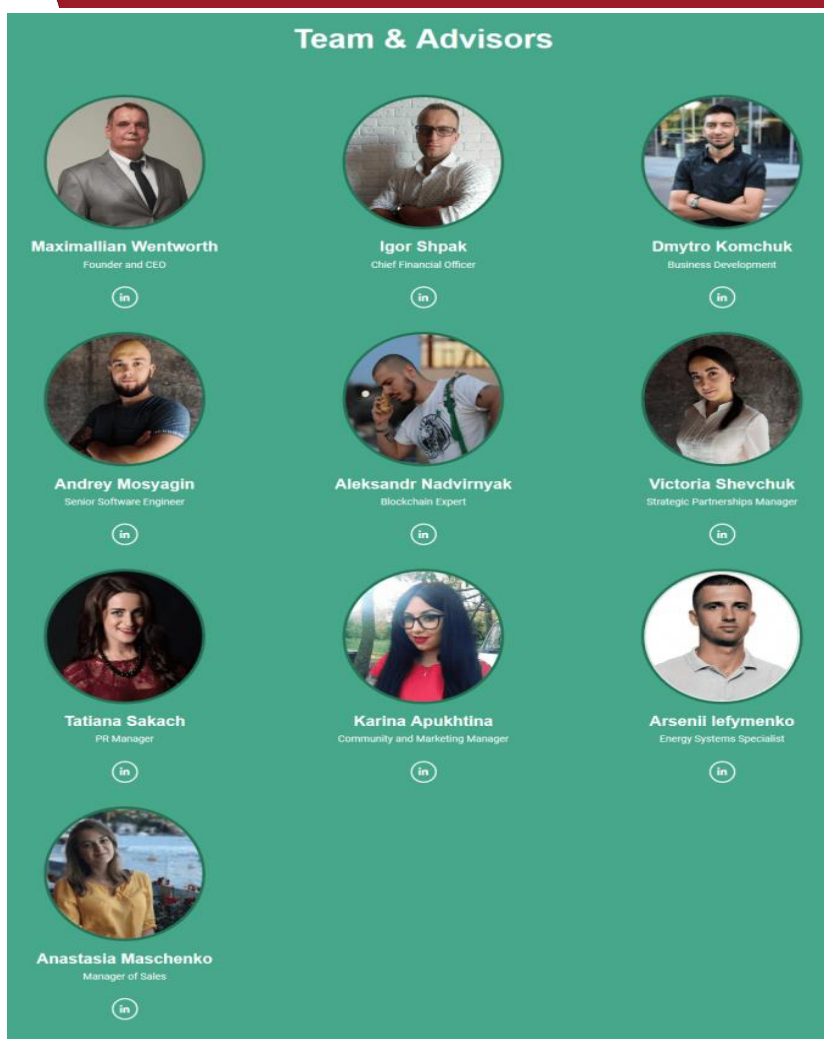 Team & Advisors
Maximallian Wentworth
Founder and CEO
in
Igor Shpak
Chief Financial Officer
in
Dmytro Komchuk
Business Development
in
Andrey Mosyagin
Senior Software Engineer
in
Aleksandr Nadvirnyak
Blockchain Expert
in
Victoria Shevchuk
Strategic Partnerships Manager
in
Tatiana Sakach
PR Manager
in
Karina Apukhtina
Community and Marketing Manager
in
Arsenii Iefymenko
Energy Systems Specialist
in
Anastasia Maschenko
Manager of Sales
in